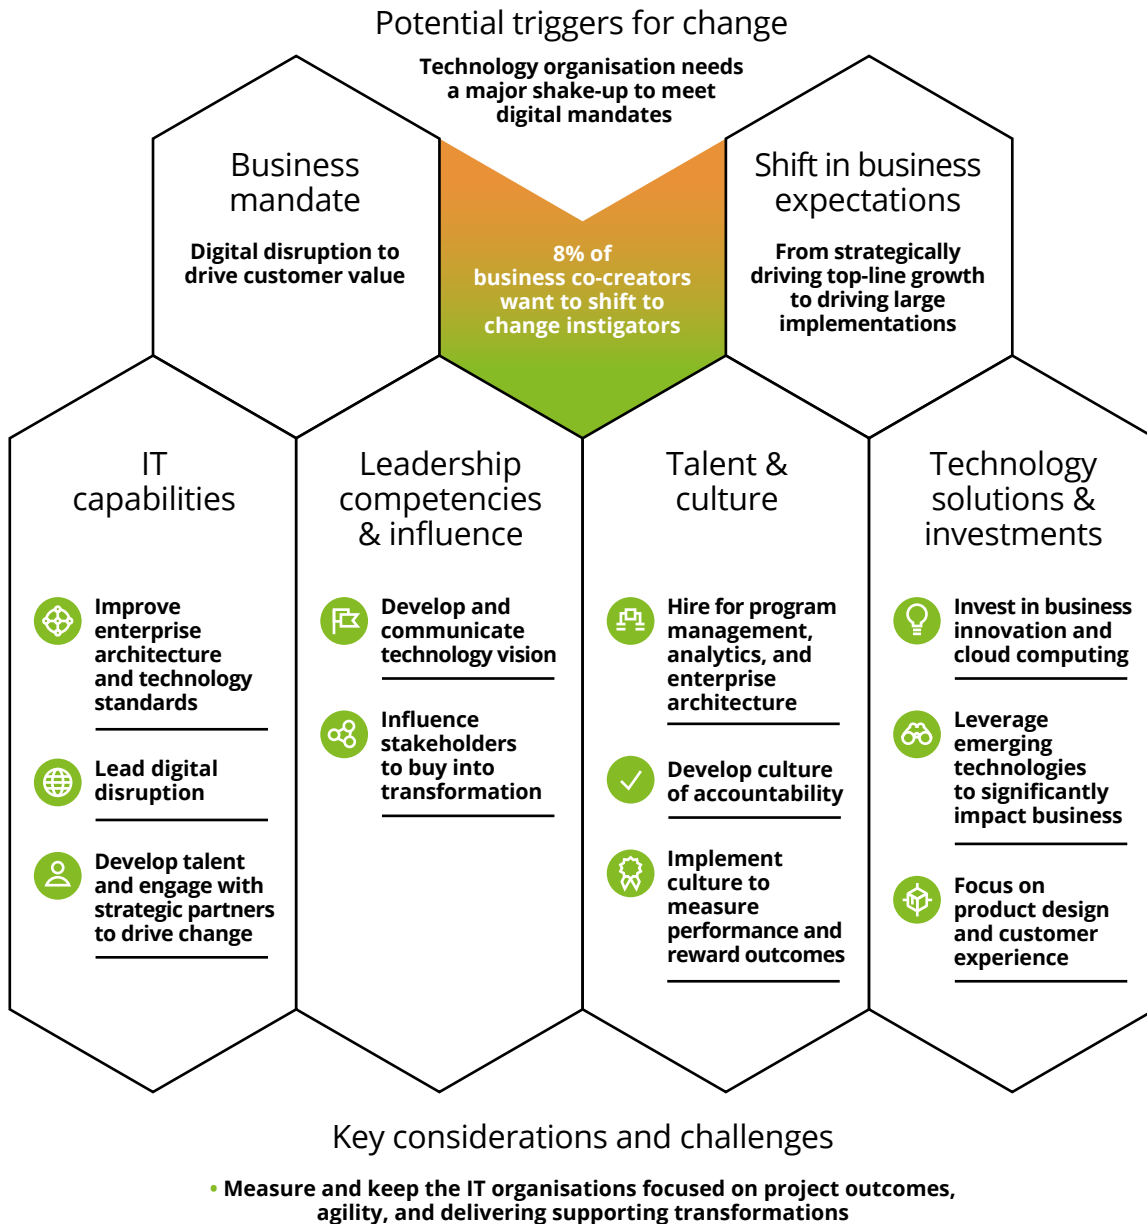 Potential triggers for change
Technology organisation needs
a major shake-up to meet
digital mandates
Business
mandate
Digital disruption to
drive customer value
8% of
business co-creators
want to shift to
change instigators
Shift in business
expectations
From strategically
driving top-line growth
to driving large
implementations
IT
capabilities
Improve
enterprise
architecture
and technology
standards
Lead digital
disruption
Develop talent
and engage with
strategic partners
to drive change
Leadership
competencies
& influence
Develop and
communicate
technology vision
Influence
stakeholders
to buy into
transformation
Talent &
culture
Hire for program
management,
analytics, and
enterprise
architecture
Develop culture
of accountability
Implement
culture to
measure
performance and
reward outcomes
Technology
solutions &
investments
Invest in business
innovation and
cloud computing
Leverage
emerging
technologies
to significantly
impact business
Focus on
product design
and customer
experience
Key considerations and challenges
• Measure and keep the IT organisations focused on project outcomes,
agility, and delivering supporting transformations